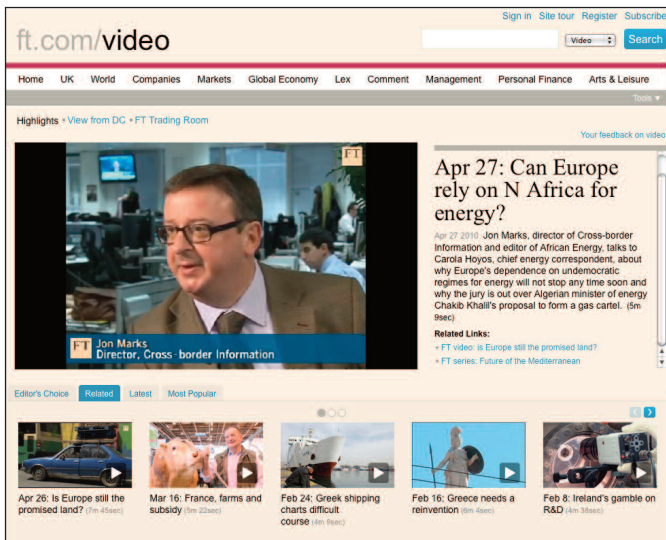 Sign in Site tour Register Subscribe
ft.com/video
Video
Search
Home UK World Companies Markets Global Economy Lex Comment Management Personal Finance Arts & Leisure
Tools
Highlights • View from DC • FT Trading Room
Your feedback on video
FT
FT Jon Marks
Director, Cross-border Information
Apr 27: Can Europe
rely on N Africa for
energy?
Apr 27 2010 Jon Marks, director of Cross-border
Information and editor of African Energy, talks to
Carola Hoyos, chief energy correspondent, about
why Europe's dependence on undemocratic
regimes for energy will not stop any time soon and
why the jury is out over Algerian minister of energy
Chakib Khalil's proposal to form a gas cartel. (5m
9sec)
Related Links:
• FT video: is Europe still the promised land?
• FT series: Future of the Mediterranean
Editor's Choice Related Latest Most Popular
Apr 26: Is Europe still the
promised land? (7m 45sec)
Mar 16: France, farms and
subsidy (5m 22sec)
Feb 24: Greek shipping
charts difficult
course (4m 9sec)
Feb 16: Greece needs a
reinvention (6m 4sec)
Feb 8: Ireland's gamble on
R&D (4m 38sec)